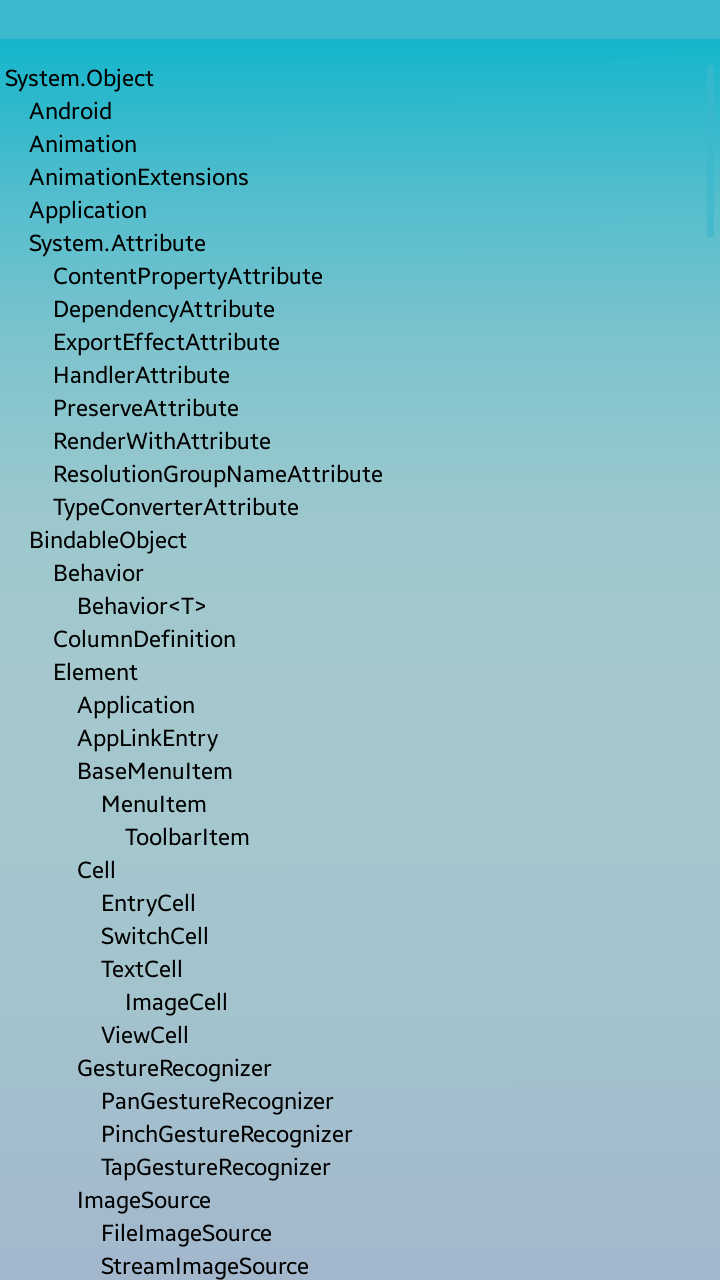 System.Object
Android
Animation
AnimationExtensions
Application
System.Attribute
ContentPropertyAttribute
DependencyAttribute
ExportEffectAttribute
HandlerAttribute
PreserveAttribute
RenderWithAttribute
ResolutionGroupNameAttribute
TypeConverterAttribute
BindableObject
Behavior
Behavior<T>
ColumnDefinition
Element
Application
AppLinkEntry
BaseMenuItem
MenuItem
ToolbarItem
Cell
EntryCell
SwitchCell
TextCell
ImageCell
ViewCell
GestureRecognizer
PanGestureRecognizer
PinchGestureRecognizer
TapGestureRecognizer
ImageSource
FileImageSource
StreamImageSource